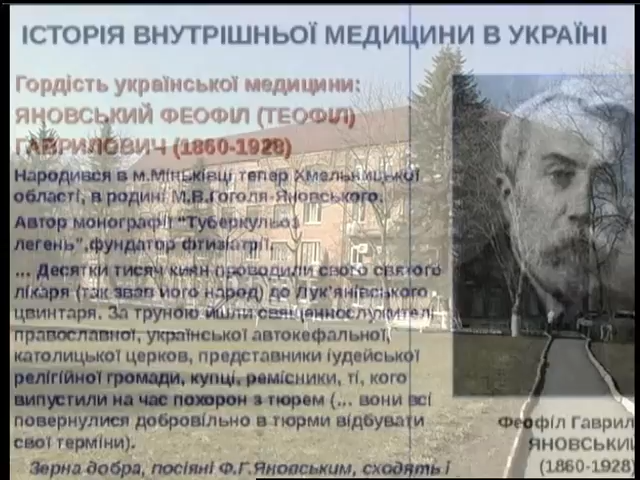 ІСТОРІЯ ВНУТРІШНЬОЇ МЕДИЦИНИ В УКРАЇНІ
Гордість української медицини:
ЯНОВСЬКИЙ ФЕОФІЛ (ТЕОФІЛ)
ГАВРИЛОВИЧ (1860-1928)
Народився в м.Міньківці тепер Хмельницької
області, в родині М.В.Гоголя-Яновського.
Автор монографії "Туберкульоз
легень",фундатор фтизіатрії.
... Десятки тисяч киян проводили свого святого
лікаря (так звав його народ) до Лук'янівського
цвинтаря. За труною йшли священнослужителі
православної, української автокефальної,
католицької церков, представники іудейської
релігійної громади, купці, ремісники, ті, кого
випустили на час похорон з тюрем (... вони всі
повернулися добровільно в тюрми відбувати
свої терміни).
Зерна добра, посіяні Ф.Г.Яновським, сходять і
Феофіл Гаврил
ЯНОВСЬКИ
(1860-1928)